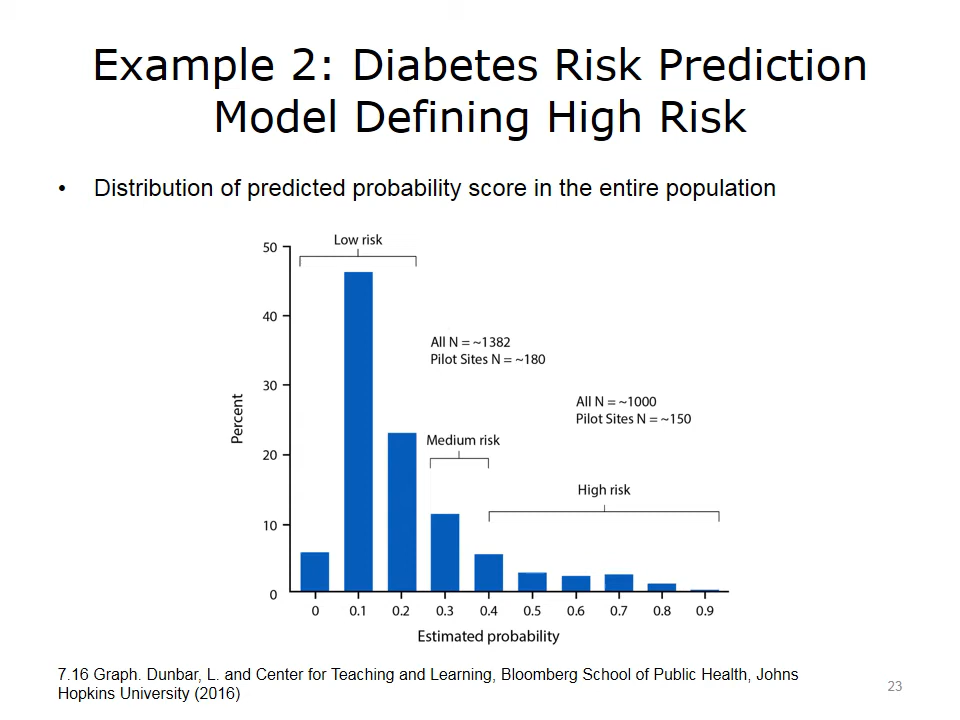 Example 2: Diabetes Risk Prediction
Model Defining High Risk
• Distribution of predicted probability score in the entire population
Low risk
50
40
30
20
10
0
Percent
All N = ~1382
Pilot Sites N = ~180
All N = ~1000
Pilot Sites N = ~150
Medium risk
High risk
0 0.1 0.2 0.3 0.4 0.5 0.6 0.7 0.8 0.9
Estimated probability
7.16 Graph. Dunbar, L. and Center for Teaching and Learning, Bloomberg School of Public Health, Johns
Hopkins University (2016)
23